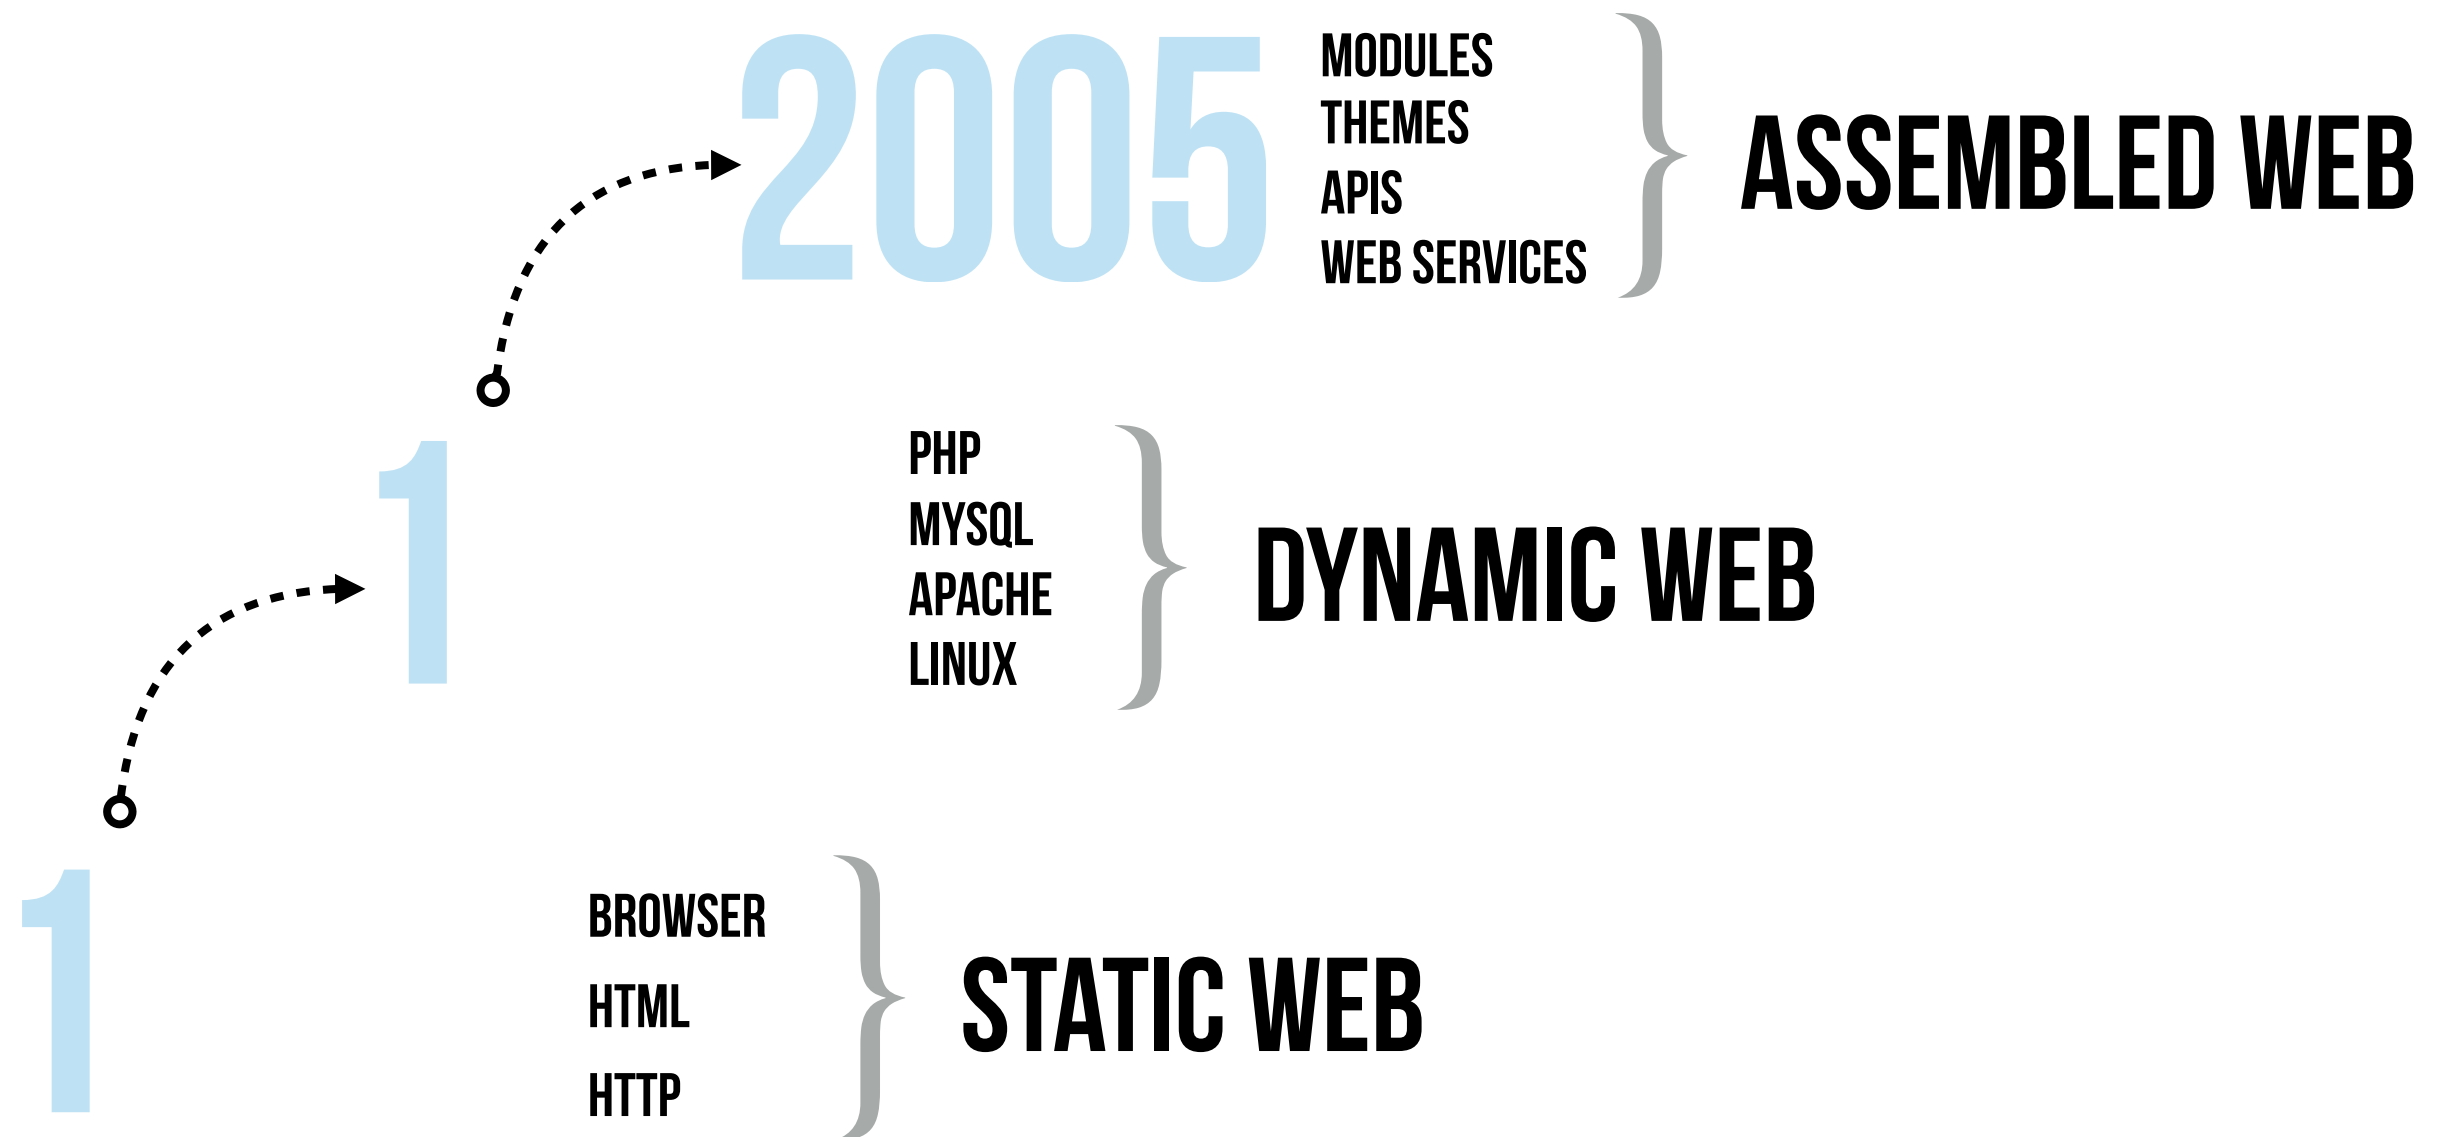 2005
MODULES
THEMES
APIS
WEB SERVICES
ASSEMBLED WEB
1
PHP
MYSQL
APACHE
LINUX
DYNAMIC WEB
1
BROWSER
HTML
HTTP
STATIC WEB